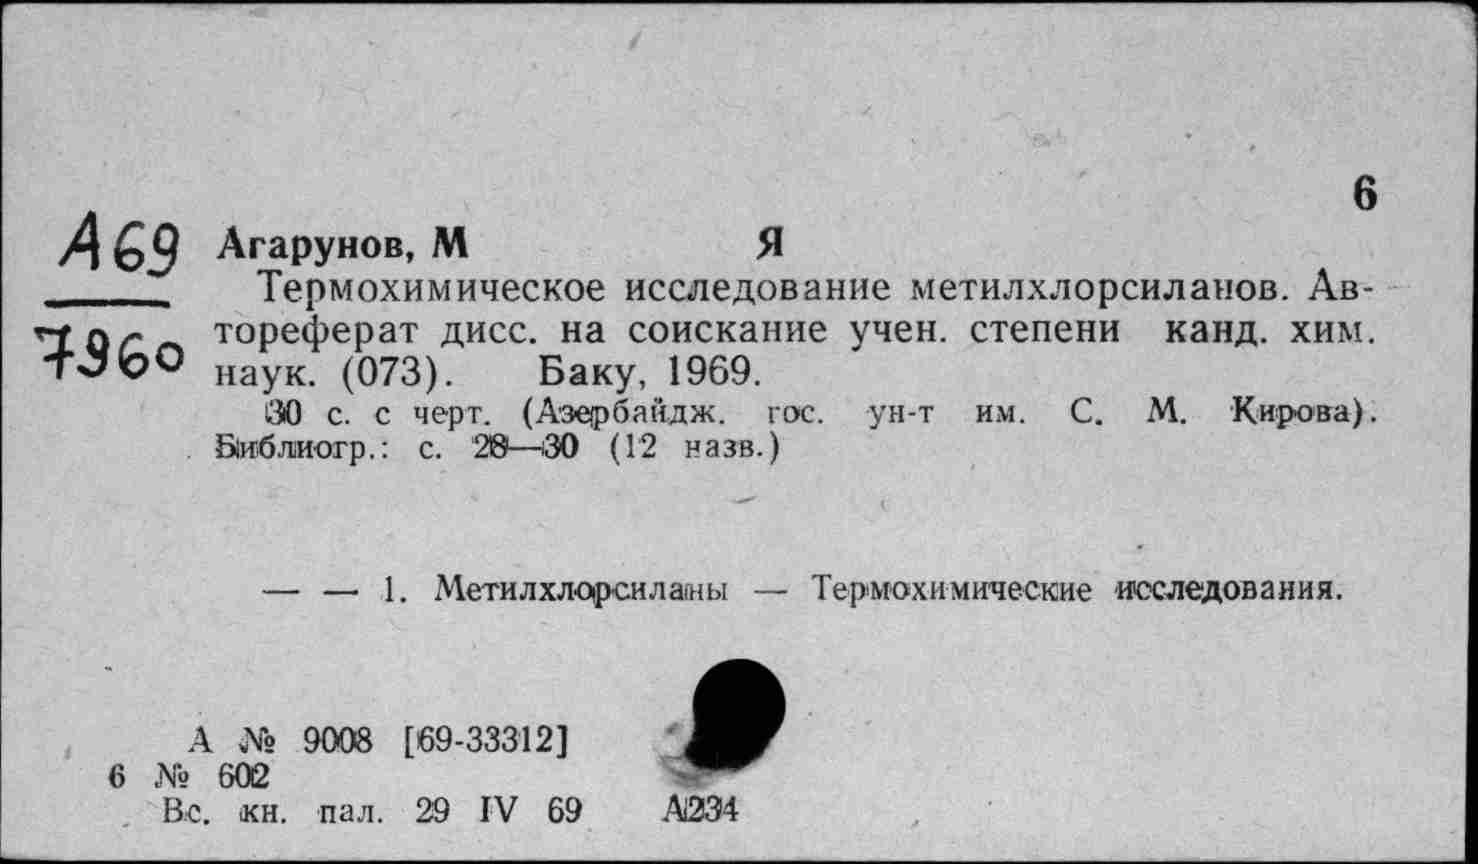 6
А69 Агарунов, М Я
Термохимическое исследование метилхлорсиланов. Ав-
7960 тореферат дисс. на соискание учен. степени канд. хим.
наук. (073). Баку, 1969.
30 с. с черт. (Азербайдж. гос. ун-т им. С. М. Кирова).
Библиогр.: с. 28—30 (12 назв.)
— — 1. Метилхлорсиланы — Термохимические исследования.
А № 9008 [69-33312]
6 № 602
Вс. кн. пал. 29 IV 69 А234